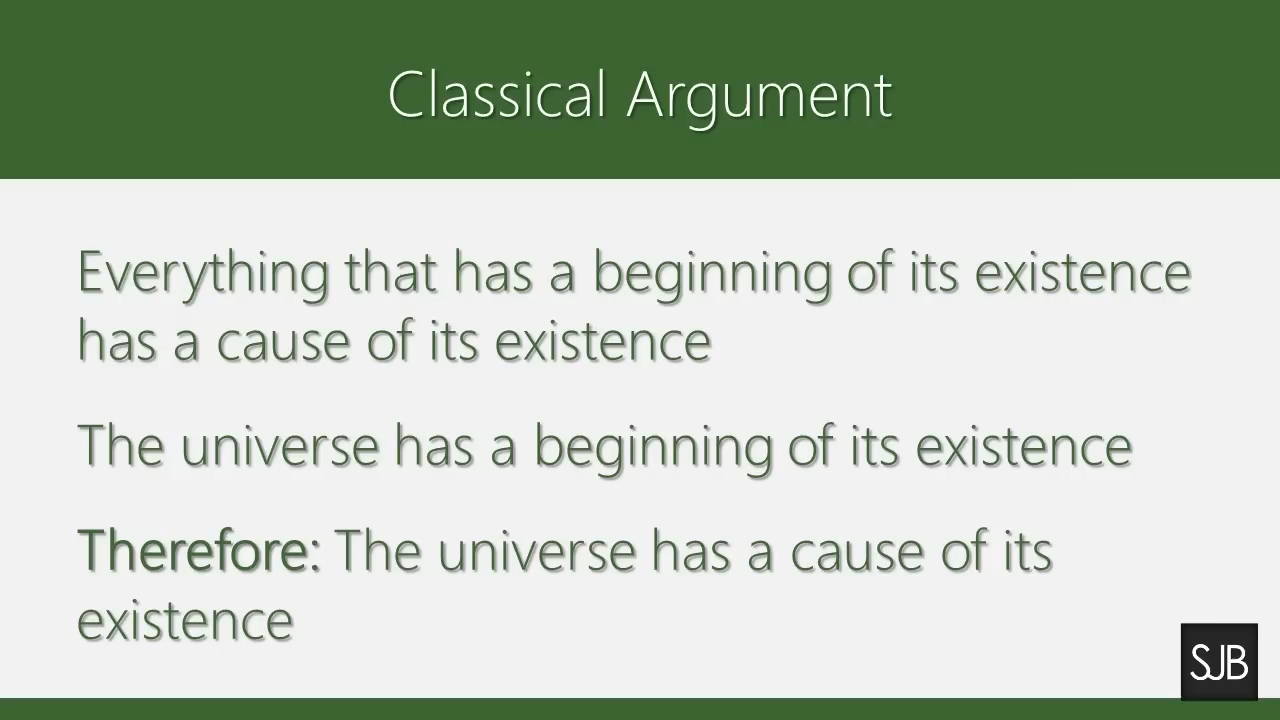 Classical Argument
Everything that has a beginning of its existence
has a cause of its existence
The universe has a beginning of its existence
Therefore: The universe has a cause of its
existence
SJB